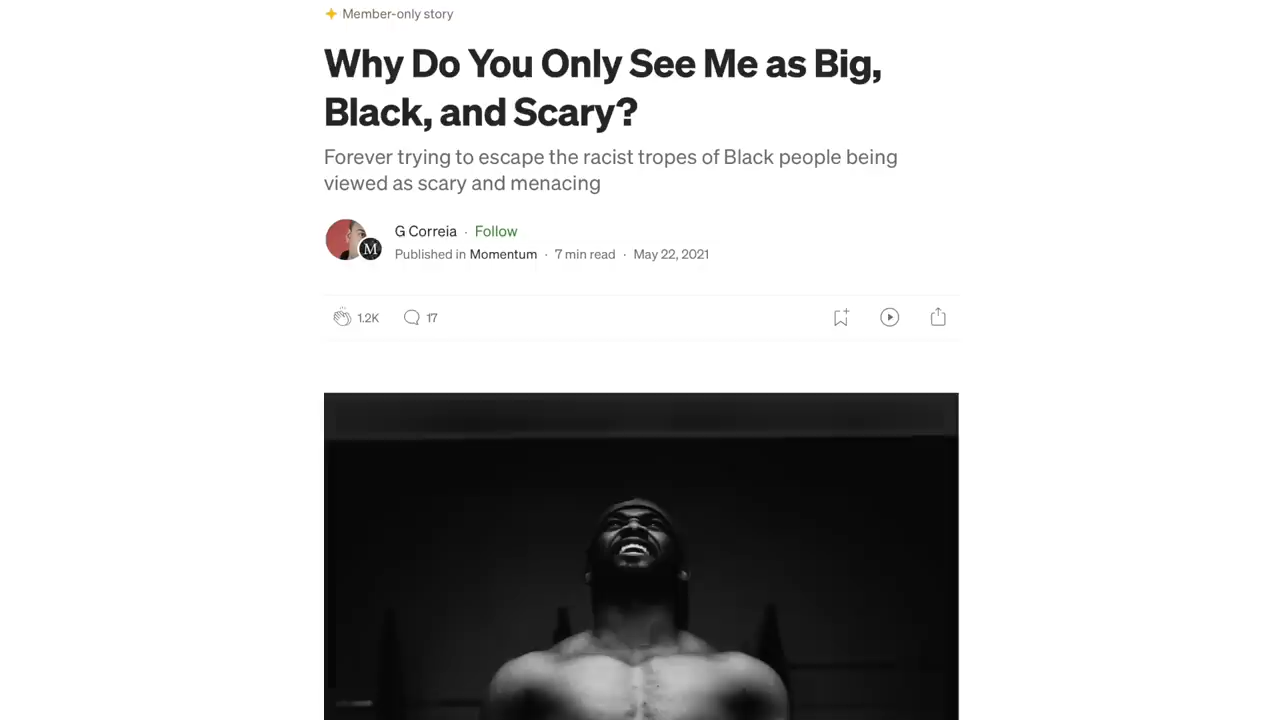 Member-only story
Why Do You Only See Me as Big,
Black, and Scary?
Forever trying to escape the racist tropes of Black people being
viewed as scary and menacing
G Correia · Follow
M
Published in Momentum · 7 min read · May 22, 2021
1.2K 17